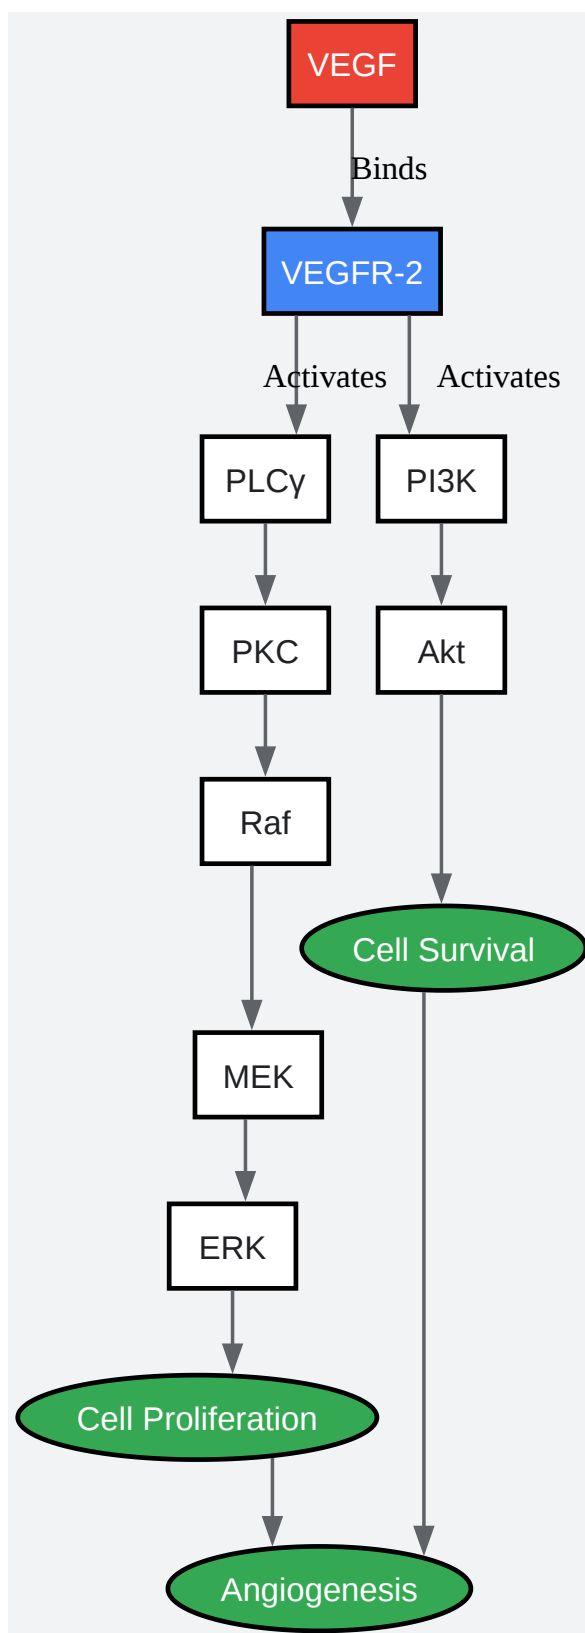 VEGF
Binds
VEGFR-2
Activates
Activates
PLCγ
PI3K
PKC
Akt
Raf
Cell Survival
MEK
ERK
Cell Proliferation
Angiogenesis